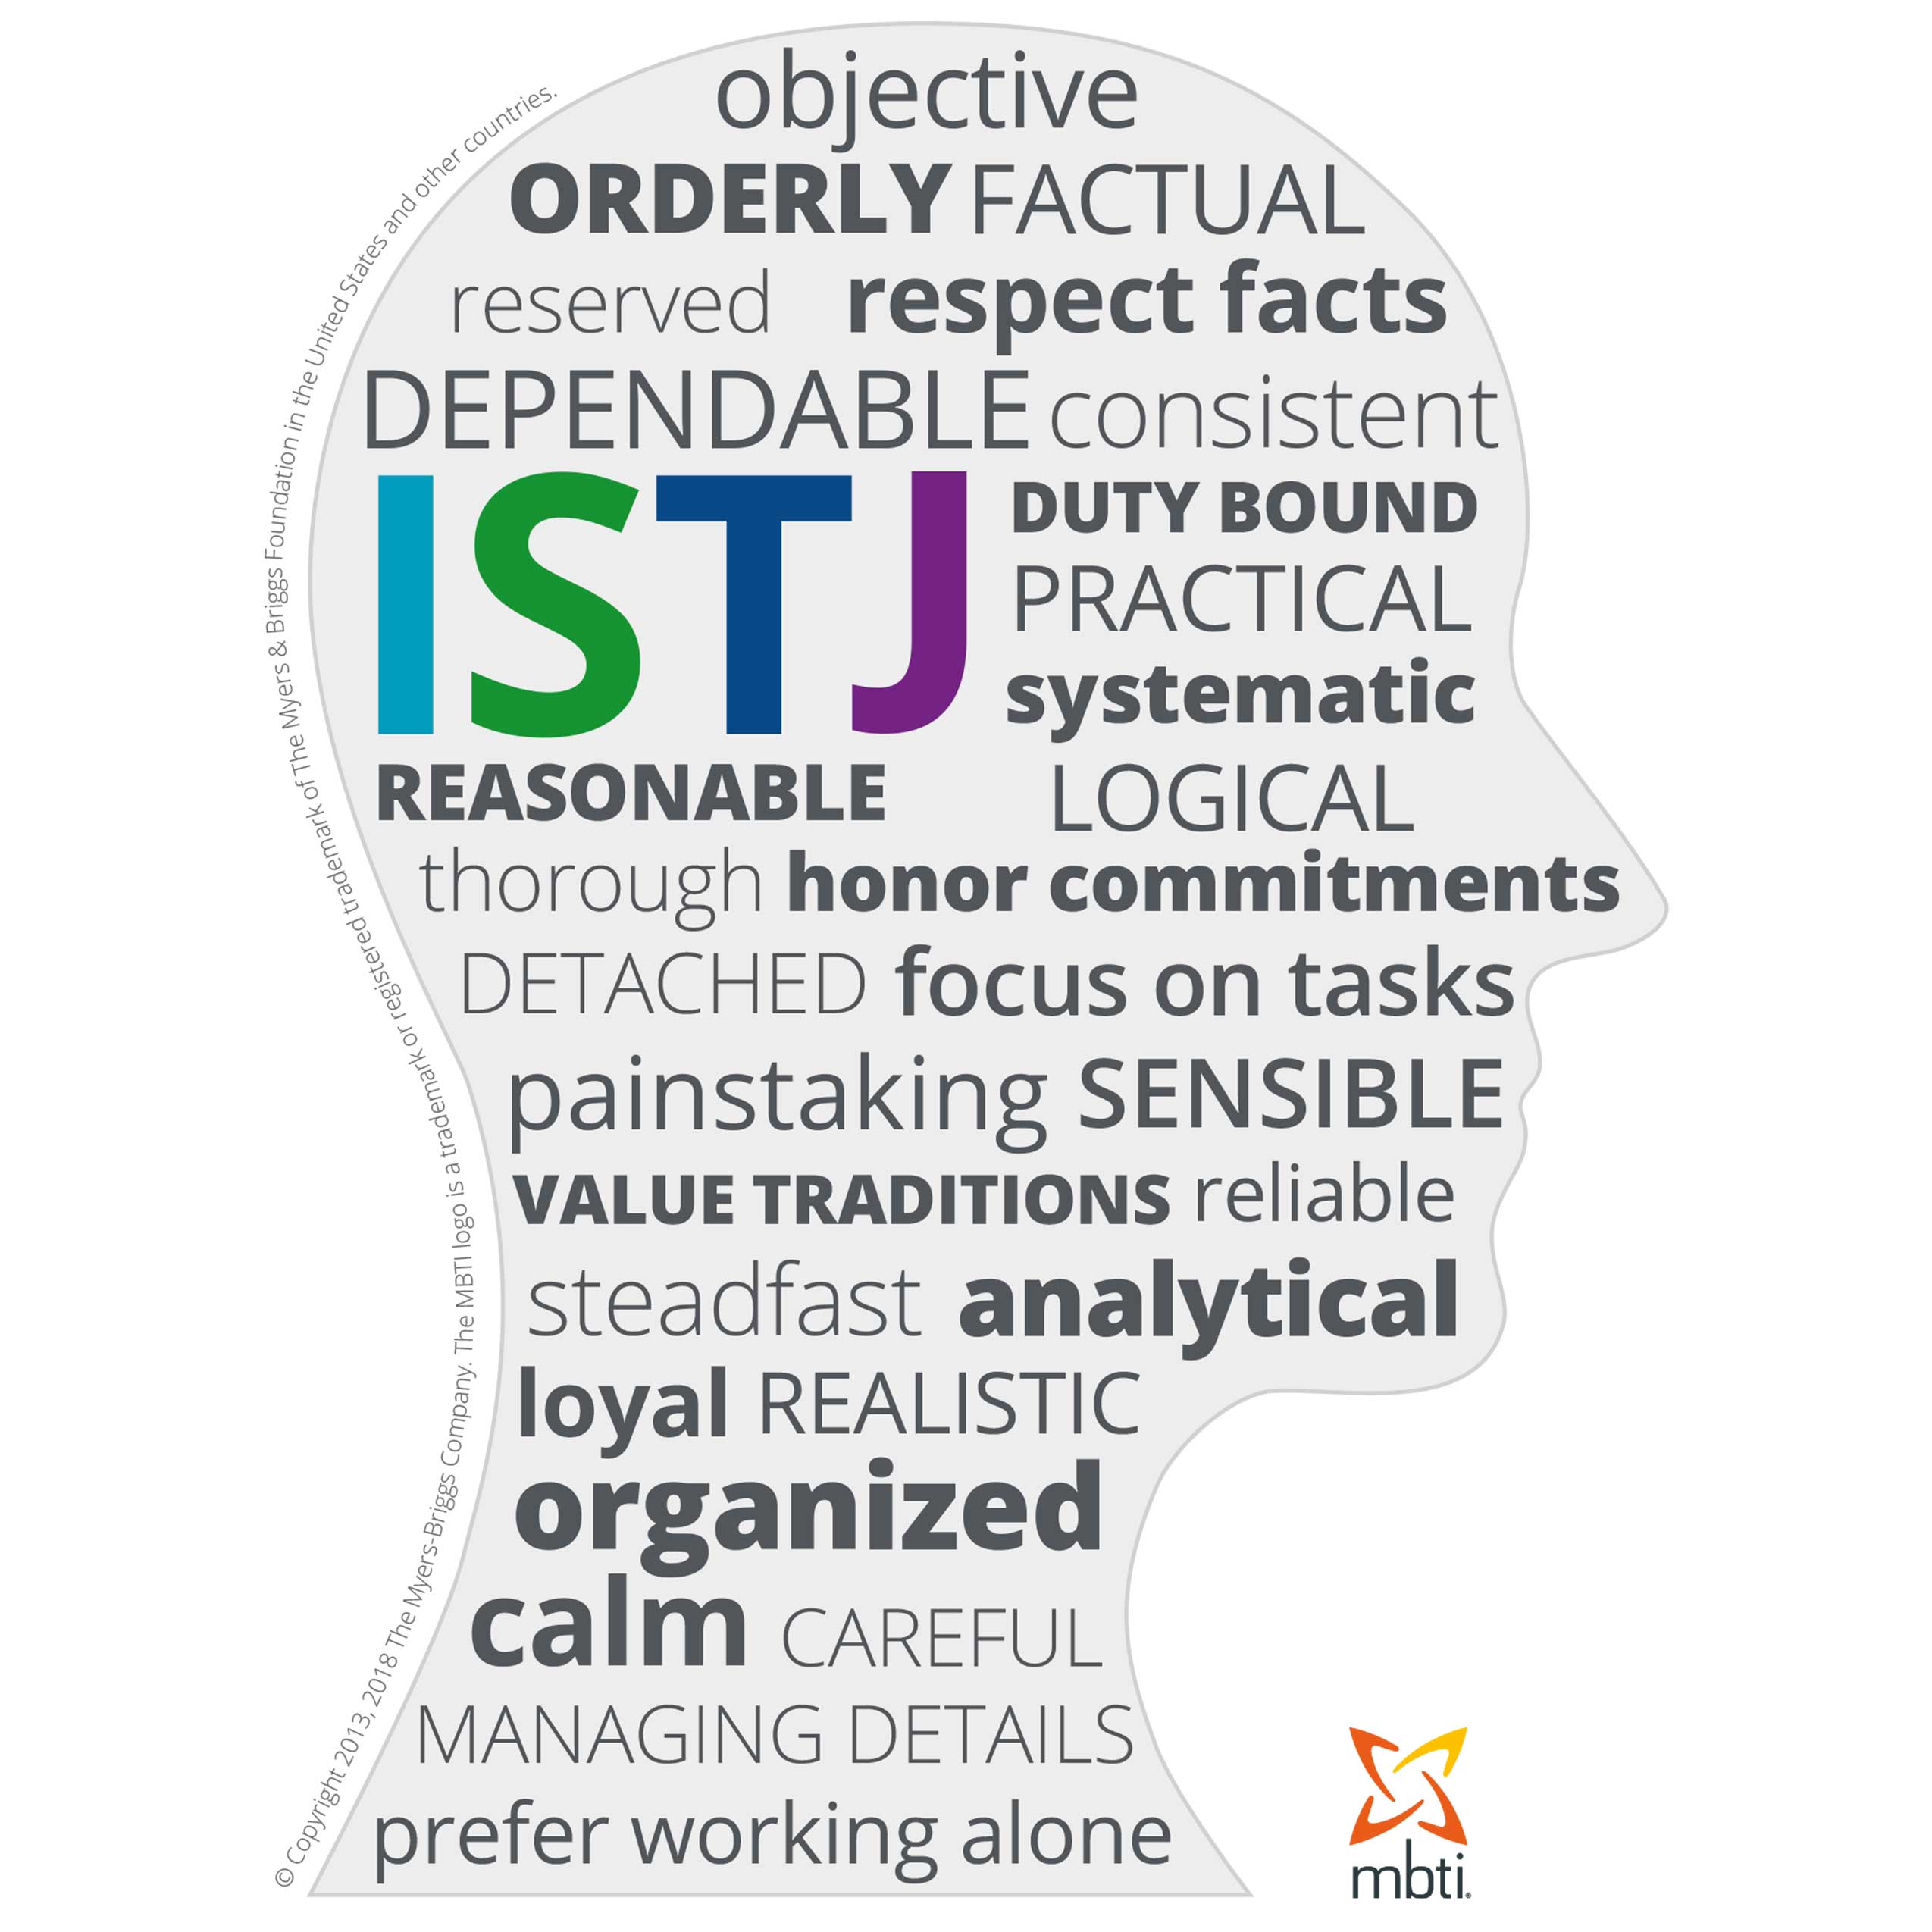 objective
ORDERLY FACTUAL
reserved respect facts
DEPENDABLE consistent
ISTJ
DUTY BOUND
PRACTICAL
systematic
REASONABLE LOGICAL
thorough honor commitments
DETACHED focus on tasks
painstaking SENSIBLE
VALUE TRADITIONS reliable
steadfast analytical
loyal REALISTIC
organized
calm CAREFUL
MANAGING DETAILS
prefer working alone
© Copyright 2013, 2018 The Myers-Briggs Company. The MBTI logo is a trademark or registered trademark of The Myers & Briggs Foundation in the United States and other countries.
mbti®